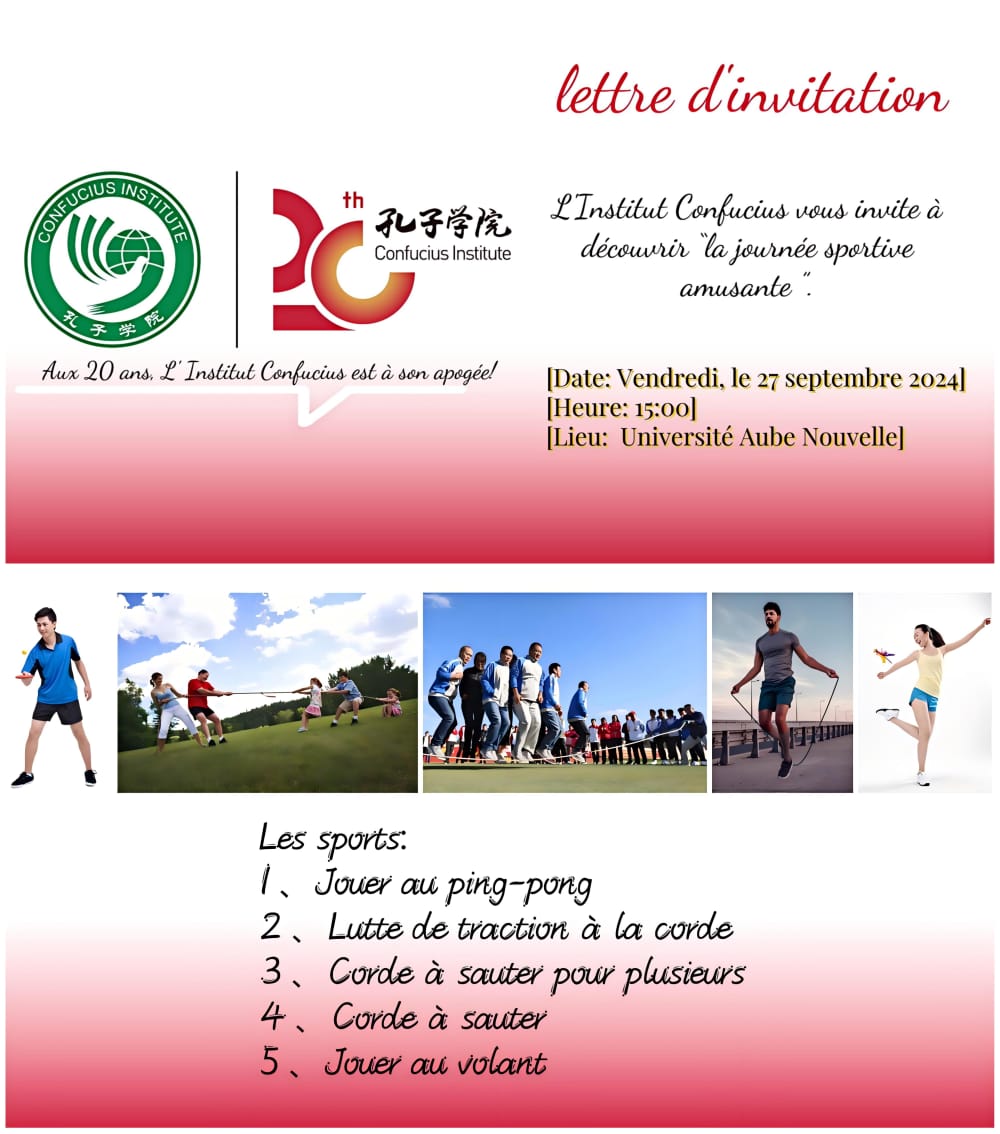 lettre d'invitation
CONFUCIUS INSTITUTE
孔子学院
20th
孔子学院
Confucius Institute
Aux 20 ans, L' Institut Confucius est à son apogée!
L'Institut Confucius vous invite à
découvrir "la journée sportive
amusante ".
[Date: Vendredi, le 27 septembre 2024]
[Heure: 15:00]
[Lieu: Université Aube Nouvelle]
Les sports:
1、Jouer au ping-pong
2、Lutte de traction à la corde
3、Corde à sauter pour plusieurs
4、Corde à sauter
5、Jouer au volant